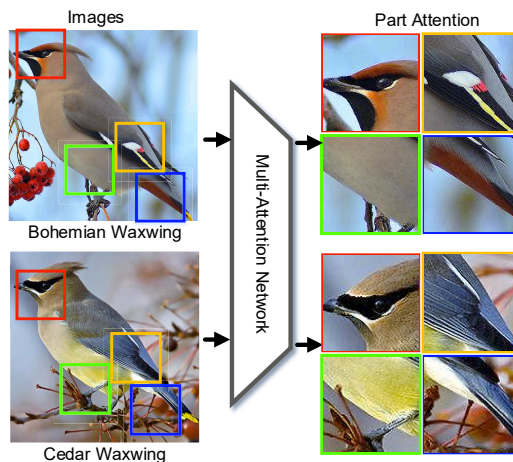 Images
Part Attention
Multi-Attention Network
Bohemian Waxwing
Cedar Waxwing